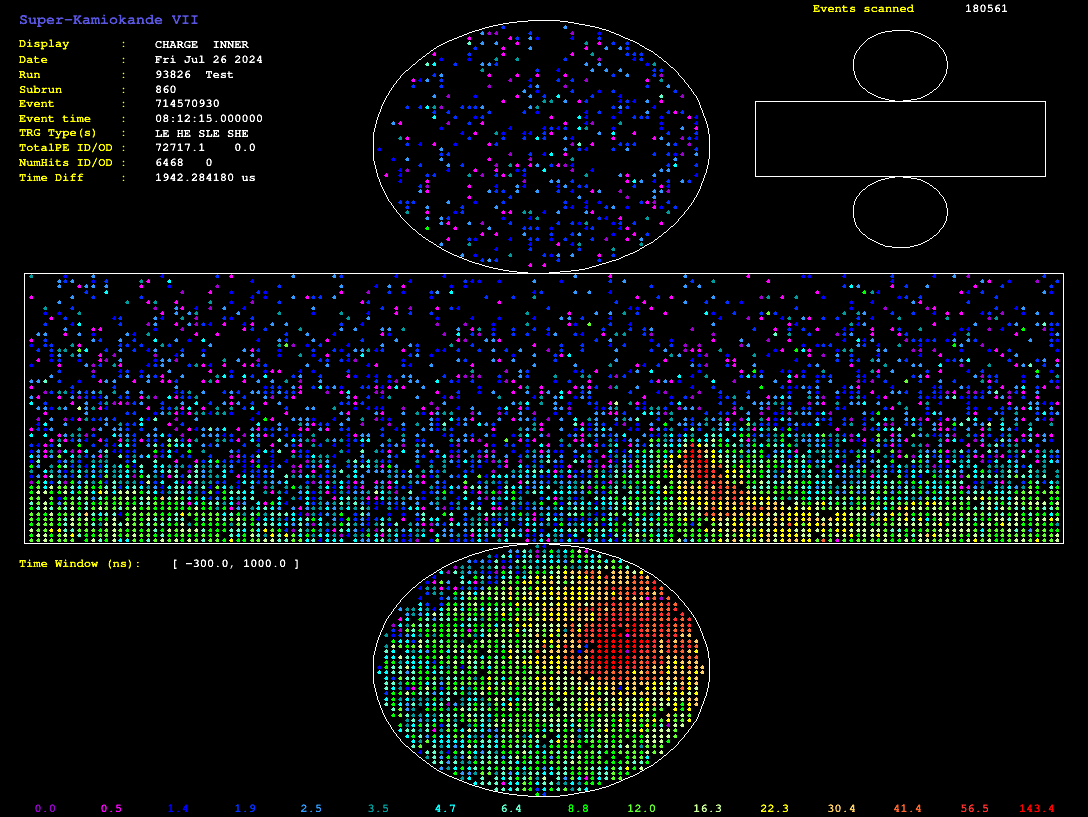 Super-Kamiokande VII
Events scanned 180561
Display : CHARGE INNER
Date : Fri Jul 26 2024
Run : 93826 Test
Subrun : 860
Event : 714570930
Event time : 08:12:15.000000
TRG Type(s) : LE HE SLE SHE
TotalPE ID/OD : 72717.1 0.0
NumHits ID/OD : 6468 0
Time Diff : 1942.284180 us
Time Window (ns): [ -300.0, 1000.0 ]
0.0 0.5 1.4 1.9 2.5 3.5 4.7 6.4 8.8 12.0 16.3 22.3 30.4 41.4 56.5 143.4